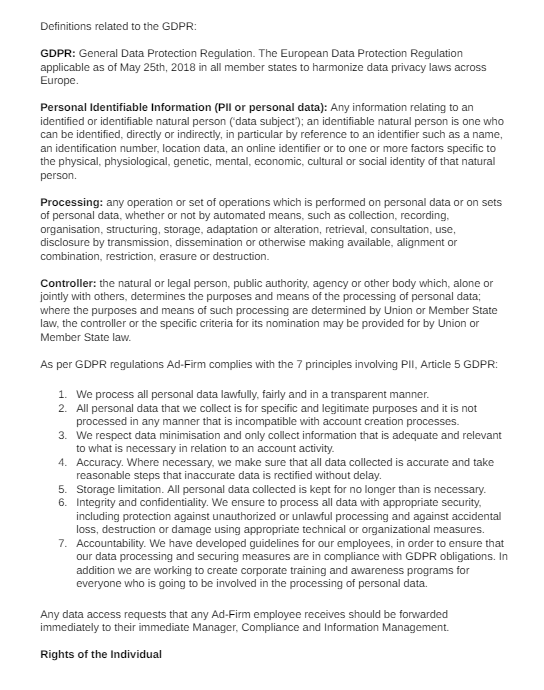 Definitions related to the GDPR:
GDPR: General Data Protection Regulation. The European Data Protection Regulation
applicable as of May 25th, 2018 in all member states to harmonize data privacy laws across
Europe.
Personal Identifiable Information (PII or personal data): Any information relating to an
identified or identifiable natural person (‘data subject’); an identifiable natural person is one who
can be identified, directly or indirectly, in particular by reference to an identifier such as a name,
an identification number, location data, an online identifier or to one or more factors specific to
the physical, physiological, genetic, mental, economic, cultural or social identity of that natural
person.
Processing: any operation or set of operations which is performed on personal data or on sets
of personal data, whether or not by automated means, such as collection, recording,
organisation, structuring, storage, adaptation or alteration, retrieval, consultation, use,
disclosure by transmission, dissemination or otherwise making available, alignment or
combination, restriction, erasure or destruction.
Controller: the natural or legal person, public authority, agency or other body which, alone or
jointly with others, determines the purposes and means of the processing of personal data;
where the purposes and means of such processing are determined by Union or Member State
law, the controller or the specific criteria for its nomination may be provided for by Union or
Member State law.
As per GDPR regulations Ad-Firm complies with the 7 principles involving PII, Article 5 GDPR:
1. We process all personal data lawfully, fairly and in a transparent manner.
2. All personal data that we collect is for specific and legitimate purposes and it is not
processed in any manner that is incompatible with account creation processes.
3. We respect data minimisation and only collect information that is adequate and relevant
to what is necessary in relation to an account activity.
4. Accuracy. Where necessary, we make sure that all data collected is accurate and take
reasonable steps that inaccurate data is rectified without delay.
5. Storage limitation. All personal data collected is kept for no longer than is necessary.
6. Integrity and confidentiality. We ensure to process all data with appropriate security,
including protection against unauthorized or unlawful processing and against accidental
loss, destruction or damage using appropriate technical or organizational measures.
7. Accountability. We have developed guidelines for our employees, in order to ensure that
our data processing and securing measures are in compliance with GDPR obligations. In
addition we are working to create corporate training and awareness programs for
everyone who is going to be involved in the processing of personal data.
Any data access requests that any Ad-Firm employee receives should be forwarded
immediately to their immediate Manager, Compliance and Information Management.
Rights of the Individual